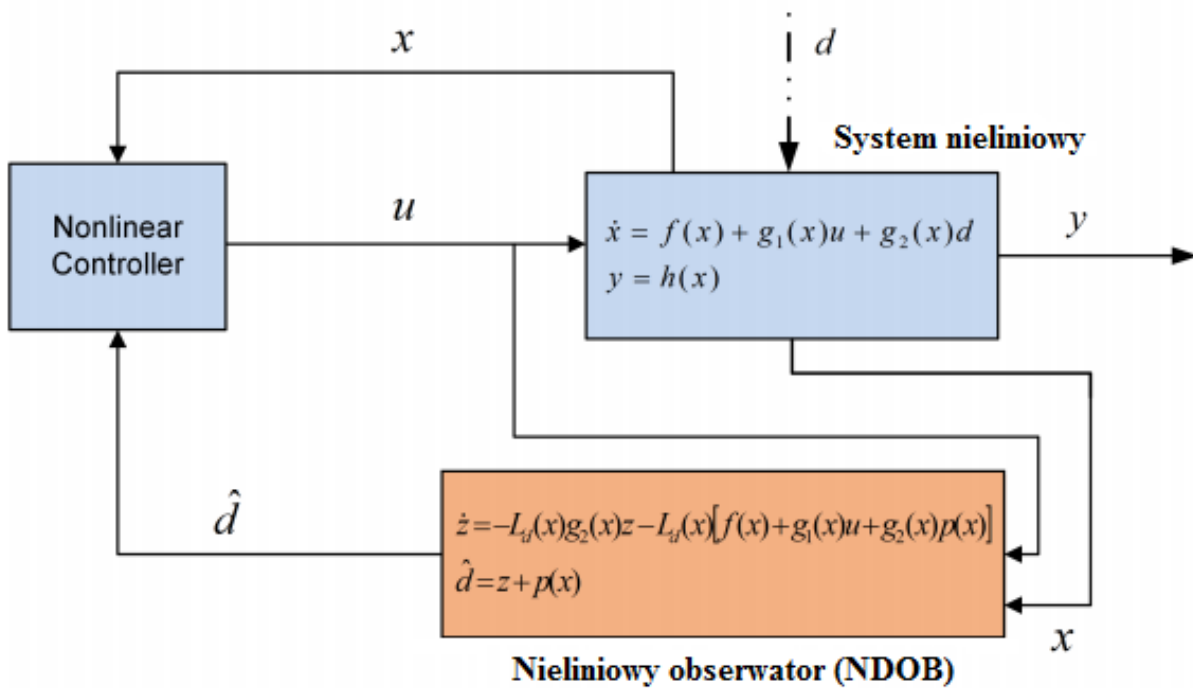 x
d
System nieliniowy
Nonlinear
Controller
u
ẋ = f(x) + g₁(x)u + g₂(x)d
y = h(x)
y
d̂
ż=-L_d(x)g₂(x)z-L_d(x)[f(x)+g₁(x)u+g₂(x)p(x)]
d̂=z+p(x)
x
Nieliniowy obserwator (NDOB)